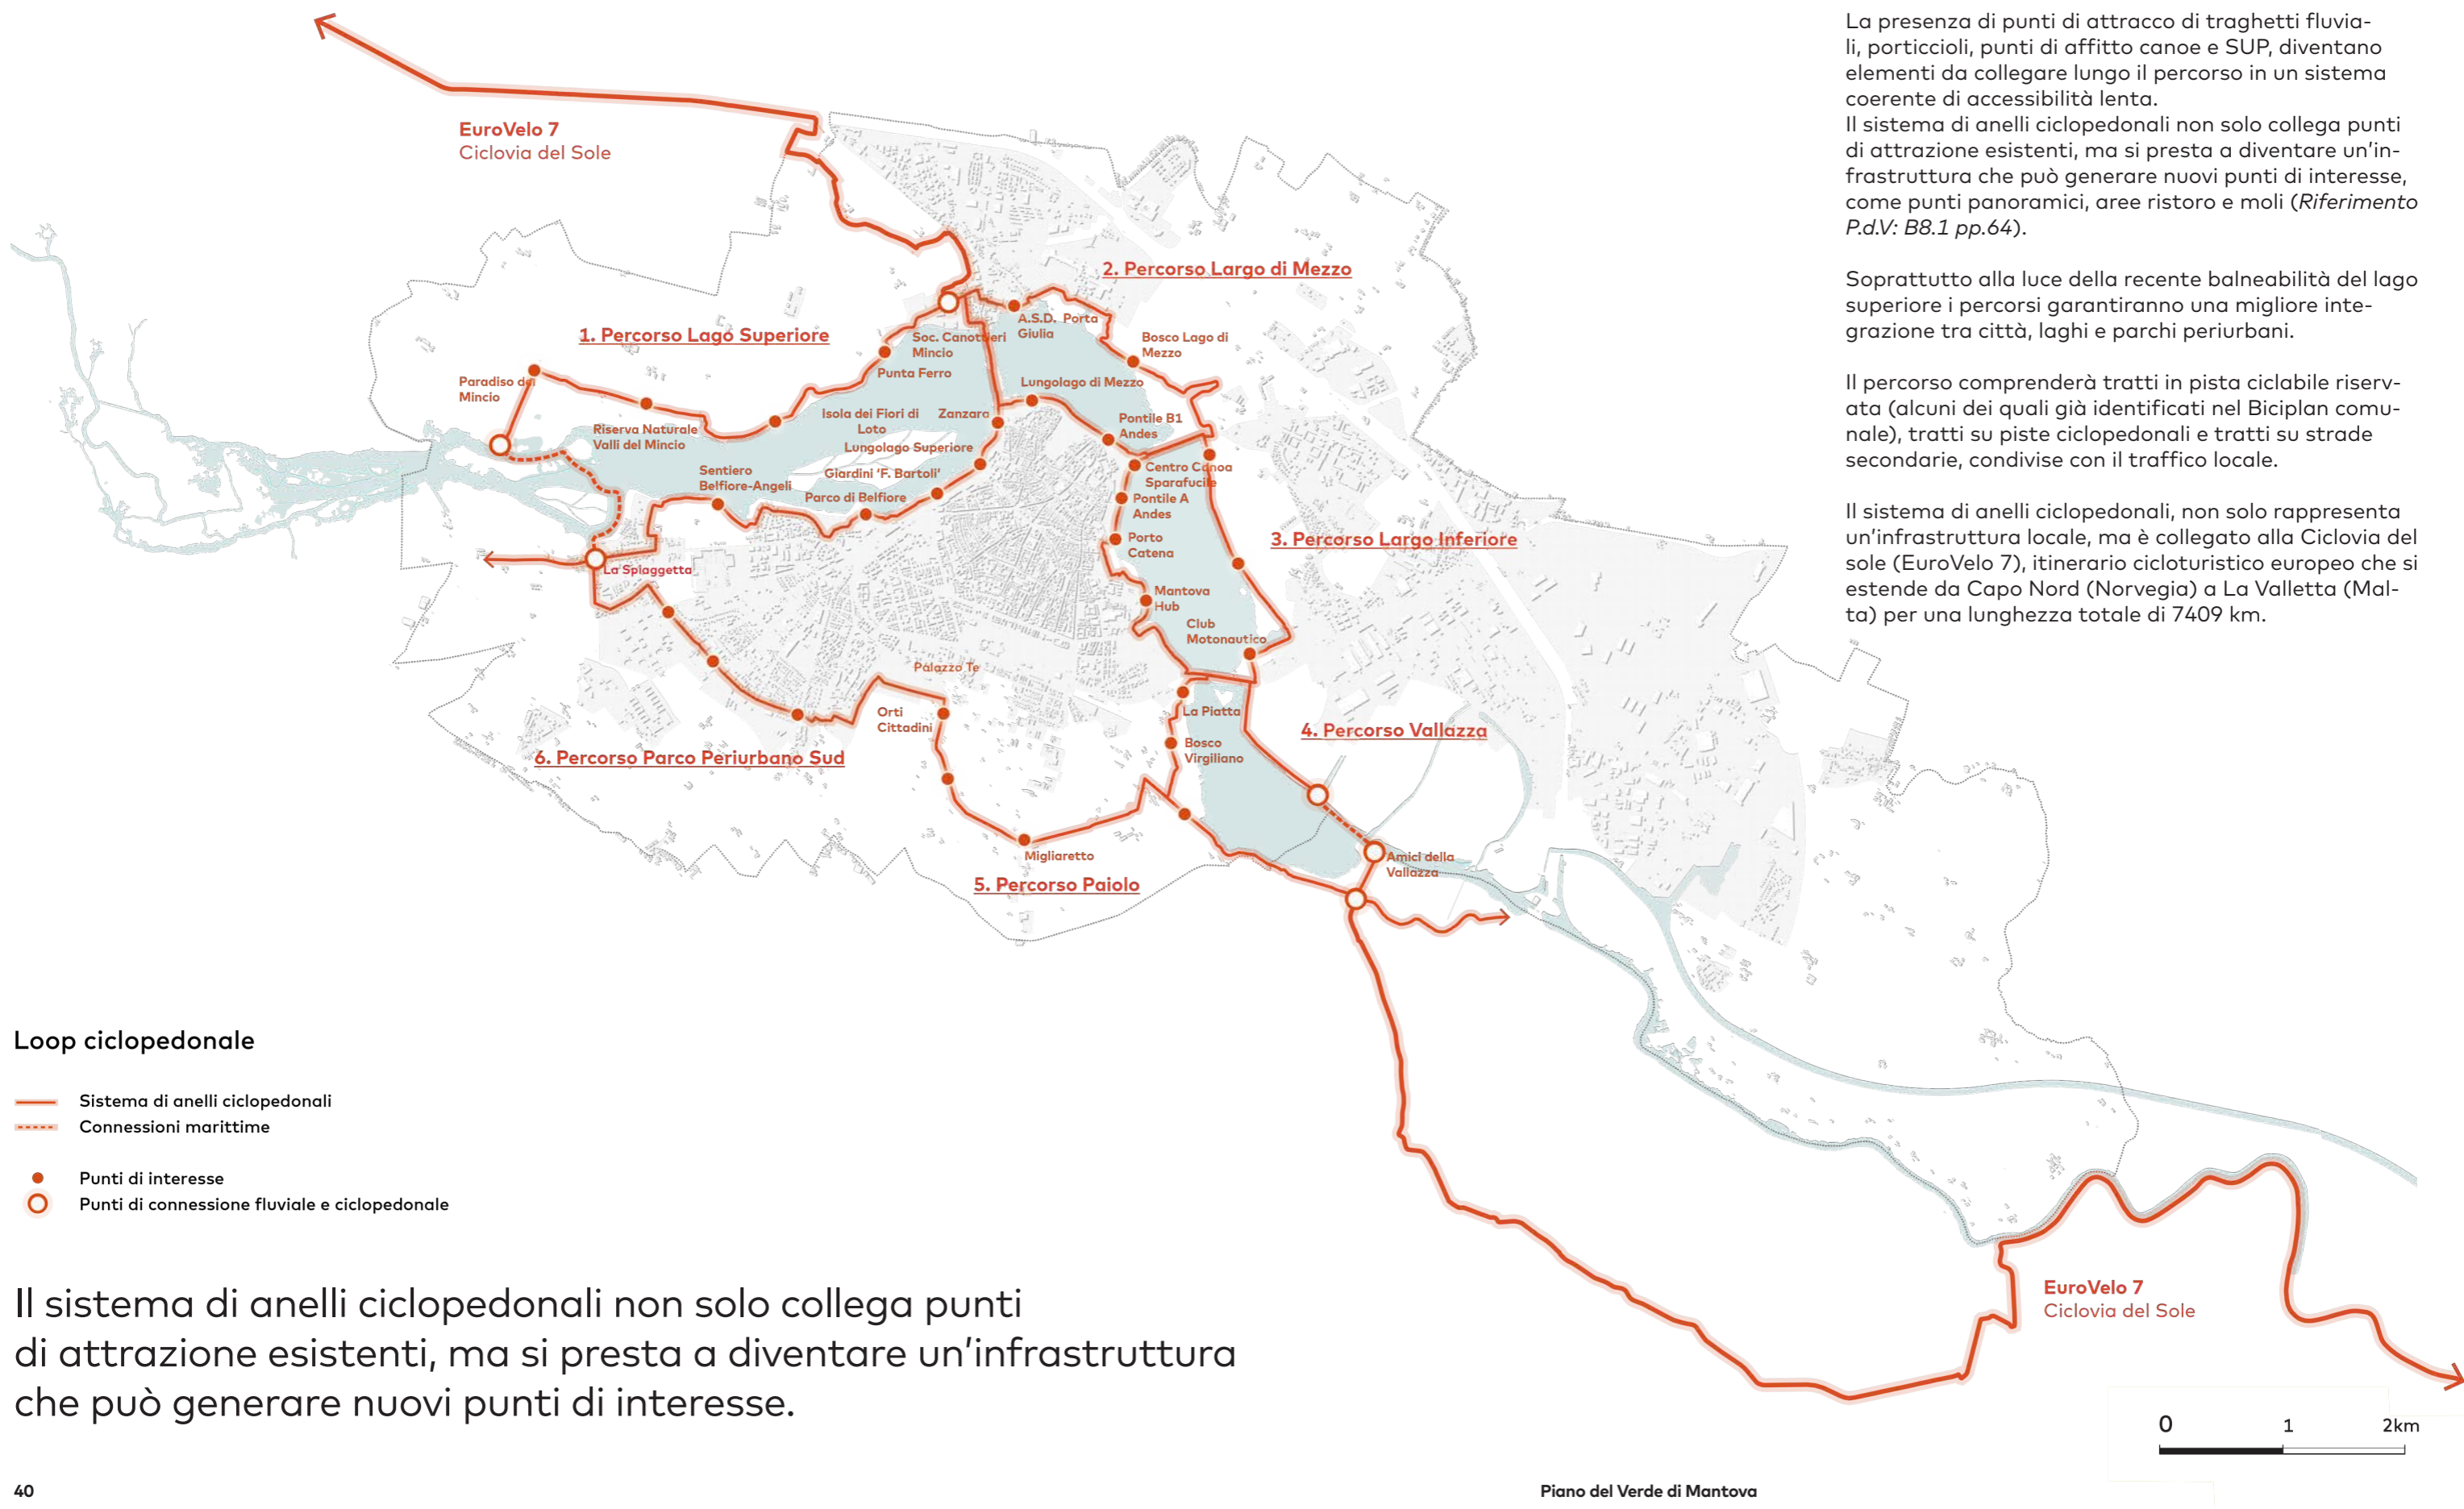 La presenza di punti di attracco di traghetti fluvia-
li, porticcioli, punti di affitto canoe e SUP, diventano
elementi da collegare lungo il percorso in un sistema
coerente di accessibilità lenta.
Il sistema di anelli ciclopedonali non solo collega punti
di attrazione esistenti, ma si presta a diventare un'in-
frastruttura che può generare nuovi punti di interesse,
come punti panoramici, aree ristoro e moli (Riferimento
P.d.V: B8.1 pp.64).
Soprattutto alla luce della recente balneabilità del lago
superiore i percorsi garantiranno una migliore inte-
grazione tra città, laghi e parchi periurbani.
Il percorso comprenderà tratti in pista ciclabile riserv-
ata (alcuni dei quali già identificati nel Biciplan comu-
nale), tratti su piste ciclopedonali e tratti su strade
secondarie, condivise con il traffico locale.
Il sistema di anelli ciclopedonali, non solo rappresenta
un'infrastruttura locale, ma è collegato alla Ciclovia del
sole (EuroVelo 7), itinerario cicloturistico europeo che si
estende da Capo Nord (Norvegia) a La Valletta (Mal-
ta) per una lunghezza totale di 7409 km.
EuroVelo 7
Ciclovia del Sole
2. Percorso Largo di Mezzo
1. Percorso Lago Superiore
A.S.D. Porta
Giulia
Soc. Canottieri
Mincio
Bosco Lago di
Mezzo
Punta Ferro
Paradiso del
Mincio
Lungolago di Mezzo
Isola dei Fiori di
Loto
Zanzara
Pontile B1
Andes
Riserva Naturale
Valli del Mincio
Lungolago Superiore
Giardini 'F. Bartoli'
Sentiero
Belfiore-Angeli
Parco di Belfiore
Centro Canoa
Sparafucile
Pontile A
Andes
Porto
Catena
3. Percorso Largo Inferiore
La Spiaggetta
Mantova
Hub
Club
Motonautico
Palazzo Te
Orti
Cittadini
La Piatta
4. Percorso Vallazza
Bosco
Virgiliano
6. Percorso Parco Periurbano Sud
Migliaretto
Amici della
Vallazza
5. Percorso Paiolo
Loop ciclopedonale
Sistema di anelli ciclopedonali
Connessioni marittime
Punti di interesse
Punti di connessione fluviale e ciclopedonale
EuroVelo 7
Ciclovia del Sole
Il sistema di anelli ciclopedonali non solo collega punti
di attrazione esistenti, ma si presta a diventare un'infrastruttura
che può generare nuovi punti di interesse.
0 1 2km
40
Piano del Verde di Mantova